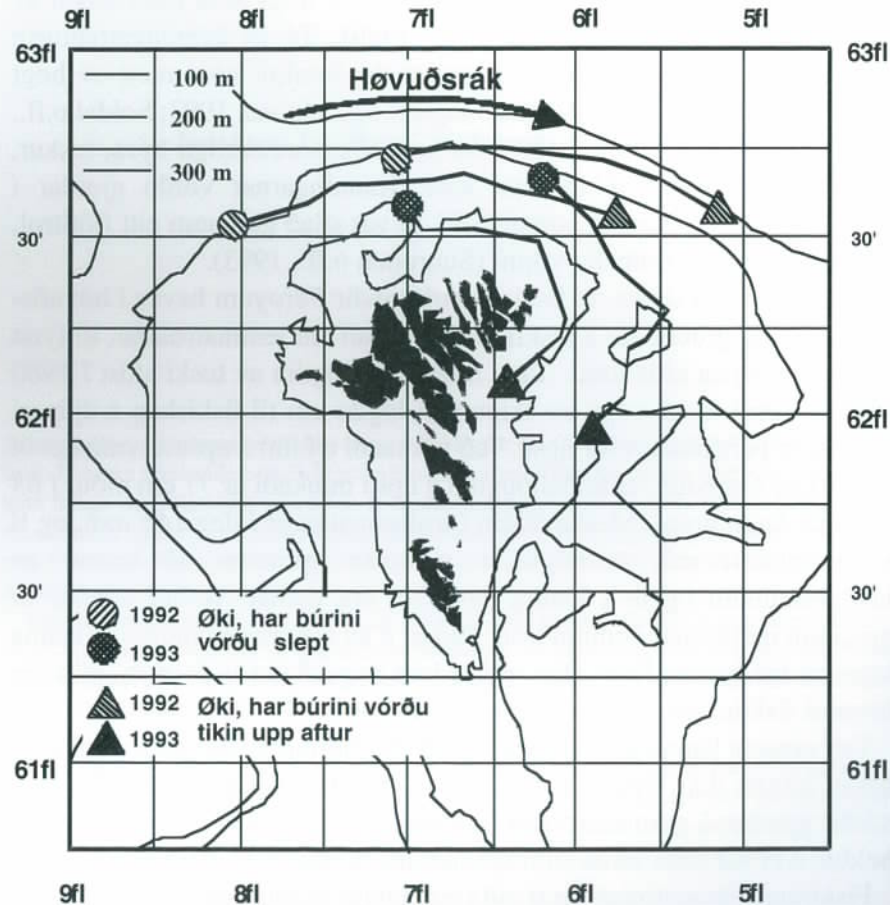 9fl 8fl 7fl 6fl 5fl
63fl 63fl
100 m Høvuðsrák
200 m
300 m
30' 30'
62fl 62fl
30' 30'
1992 Øki, har búrini
1993 vórðu slept
1992 Øki, har búrini vórðu
1993 tikin upp aftur
61fl 61fl
9fl 8fl 7fl 6fl 5fl